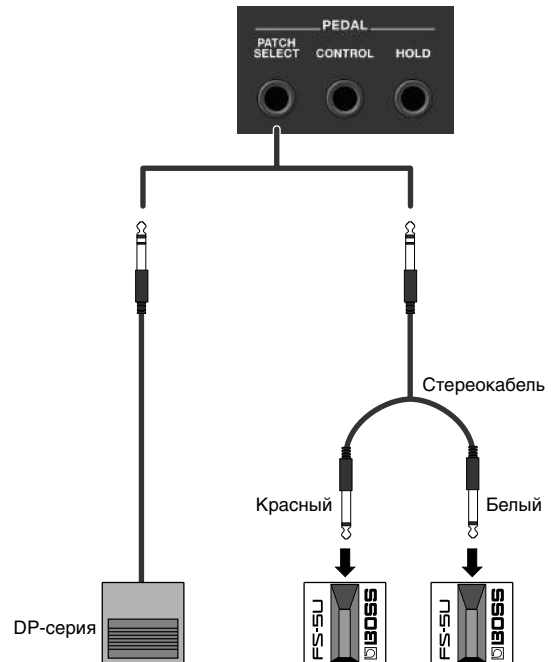 PEDAL
PATCH
SELECT
CONTROL
HOLD
Стереокабель
Красный
Белый
DP-серия
FS-5U
BOSS
FS-5U
BOSS